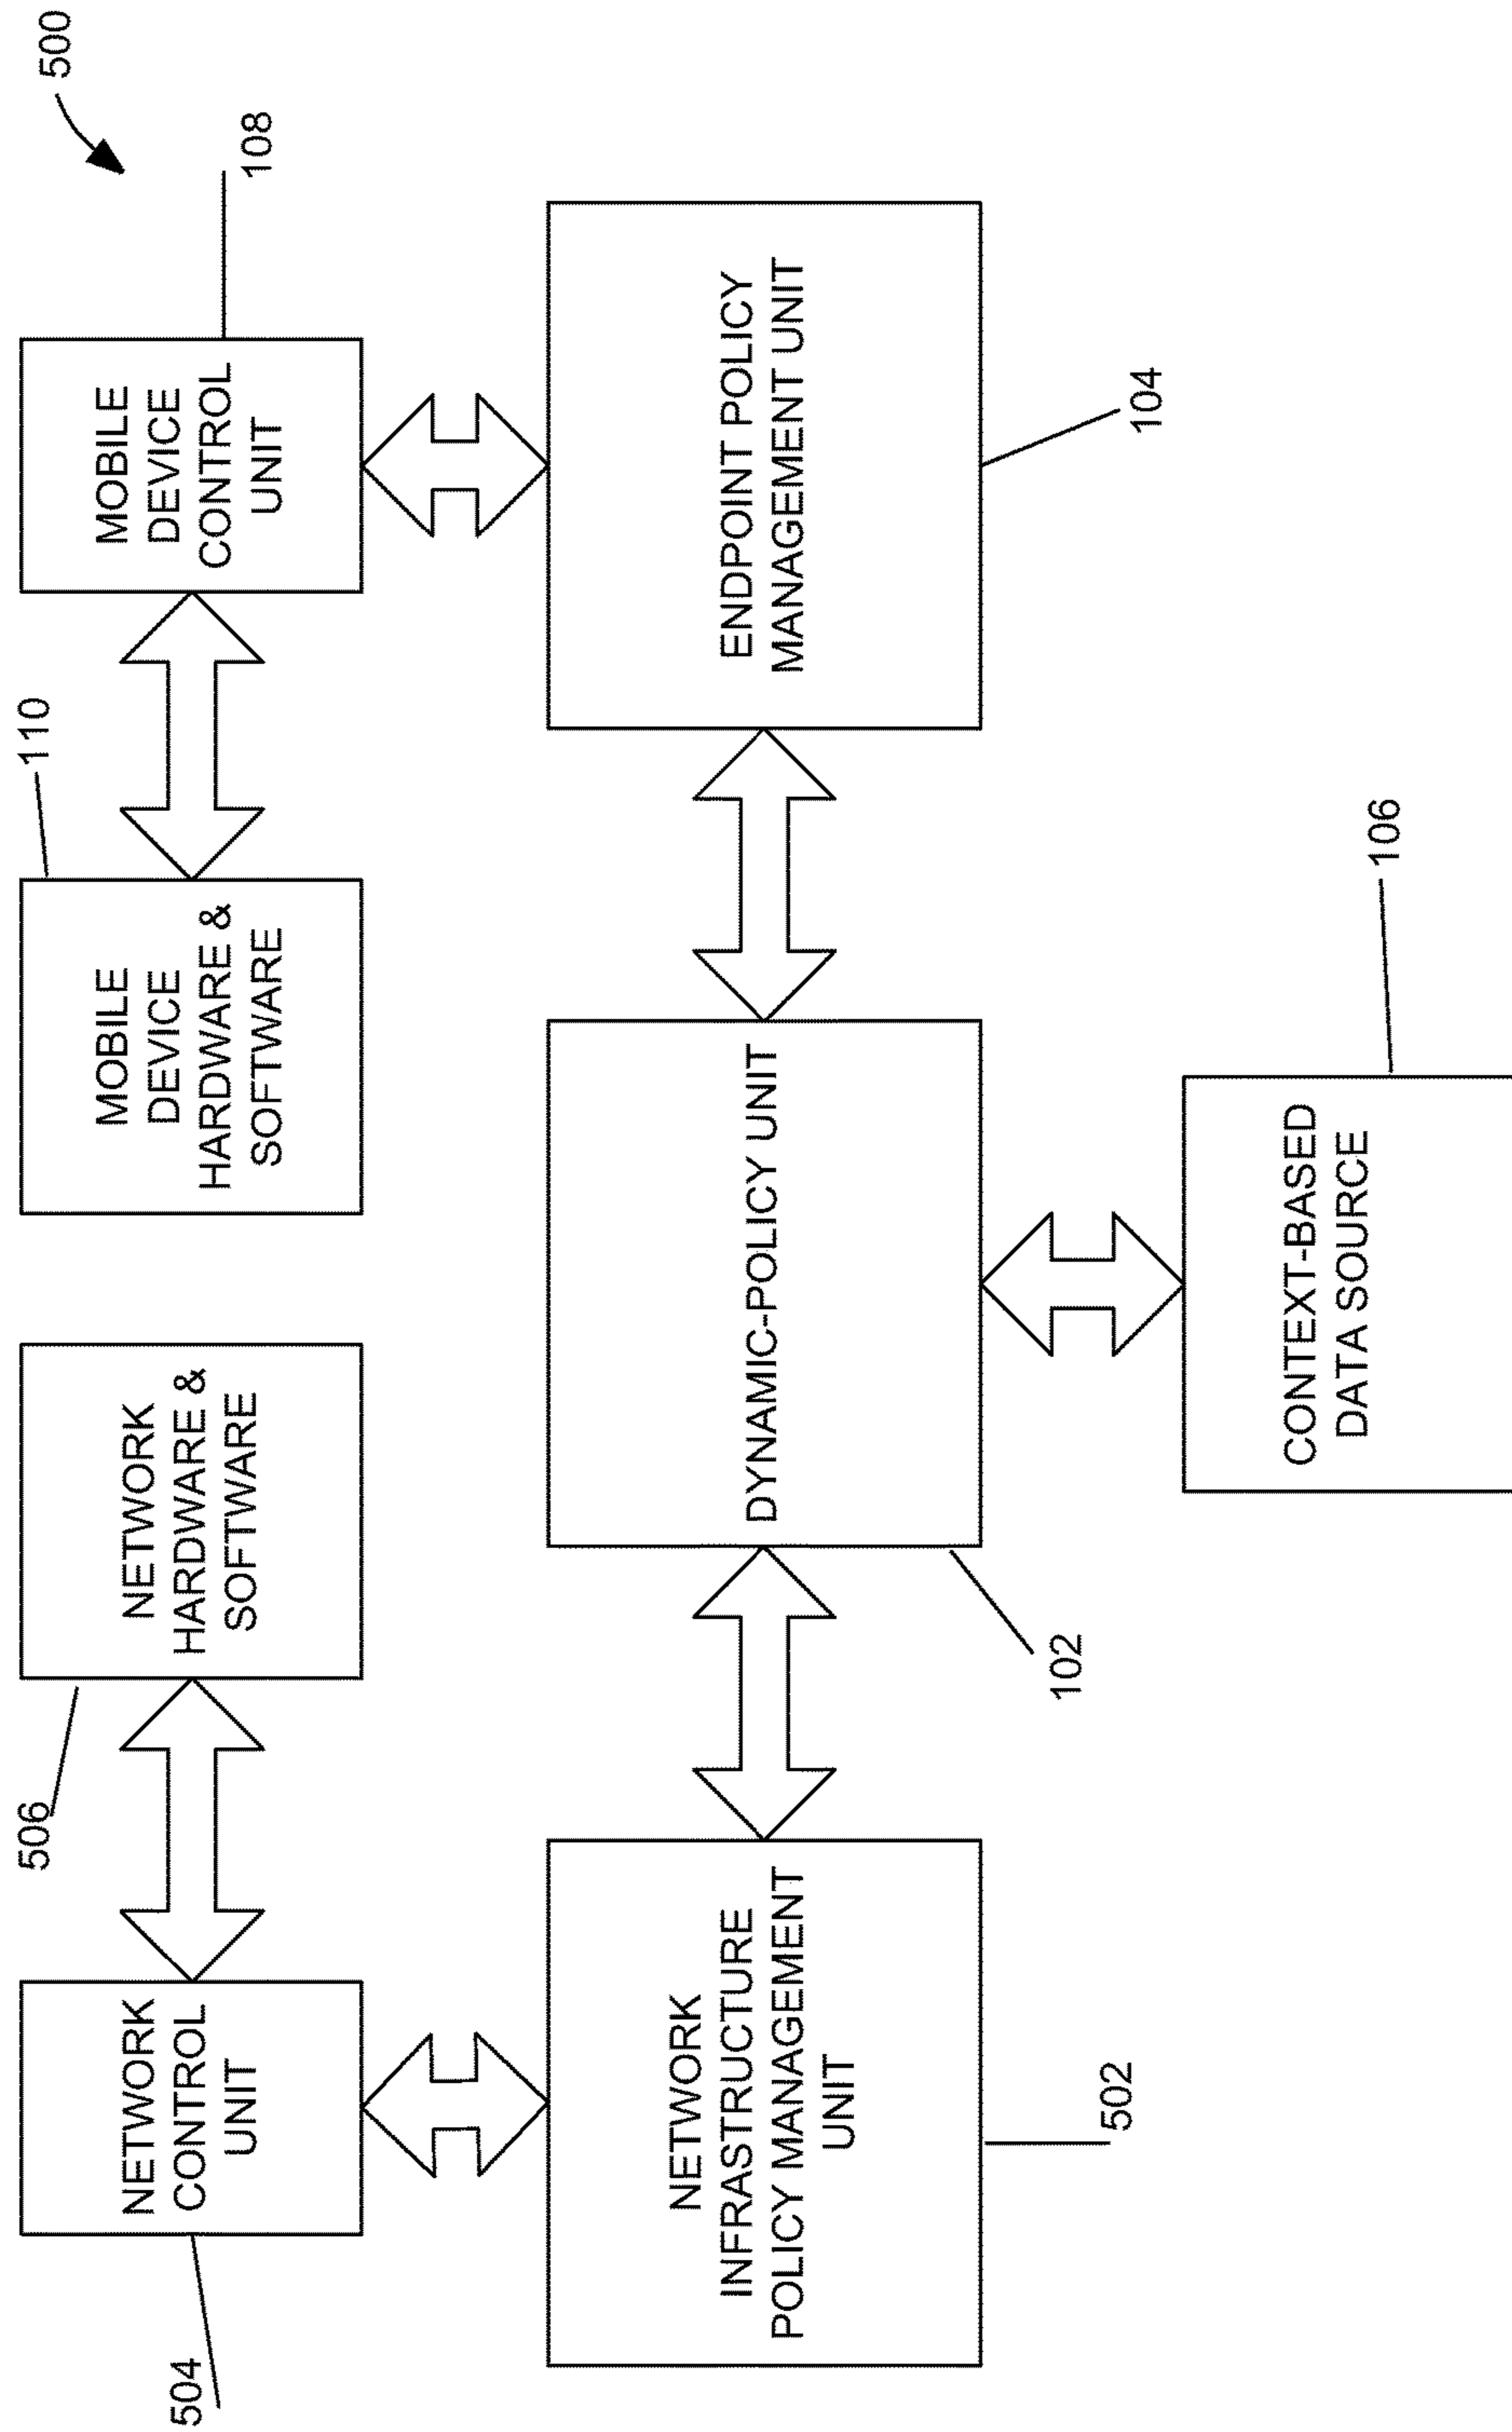 500
NETWORK
CONTROL
UNIT
504
506
NETWORK
HARDWARE &
SOFTWARE
MOBILE
DEVICE
HARDWARE &
SOFTWARE
110
MOBILE
DEVICE
CONTROL
UNIT
108
NETWORK
INFRASTRUCTURE
POLICY MANAGEMENT
UNIT
502
DYNAMIC-POLICY UNIT
102
ENDPOINT POLICY
MANAGEMENT UNIT
104
CONTEXT-BASED
DATA SOURCE
106